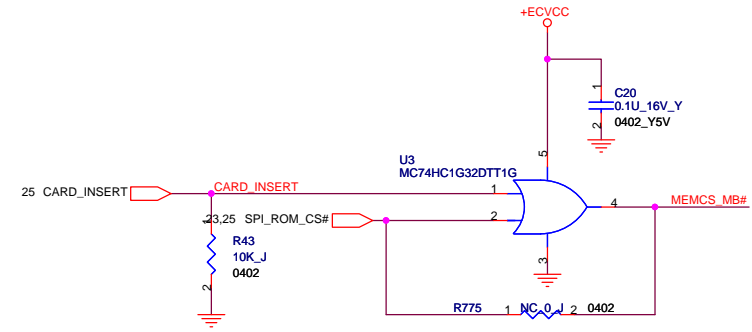 +ECVCC
1
C20
0.1U_16V_Y
2
0402_Y5V
5
U3
MC74HC1G32DTT1G
25 CARD_INSERT
CARD_INSERT
1
4
MEMCS_MB#
1
23,25 SPI_ROM_CS#
2
R43
10K_J
0402
3
2
R775 1 NC_0_J 2 0402